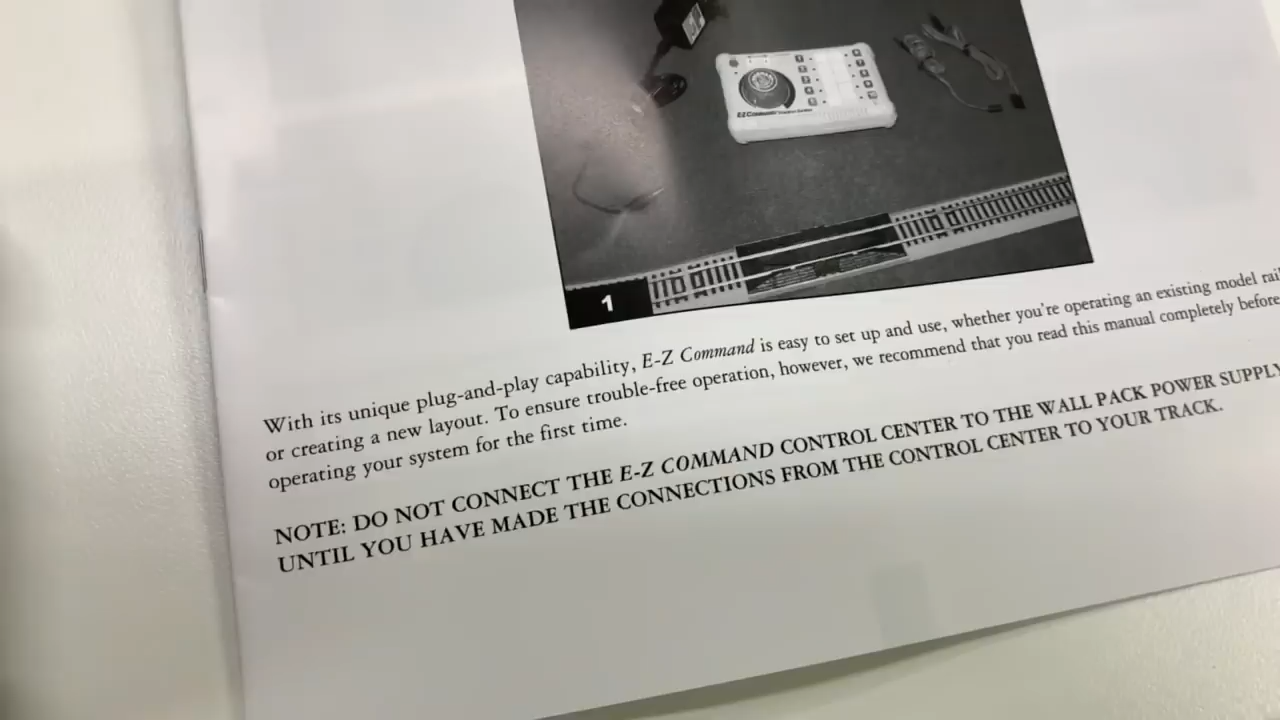 E-Z Command
1
With its unique plug-and-play capability, E-Z Command is easy to set up and use, whether you're operating an existing model
or creating a new layout. To ensure trouble-free operation, however, we recommend that you read this manual completely before
operating your system for the first time.
NOTE: DO NOT CONNECT THE E-Z COMMAND CONTROL CENTER TO THE WALL PACK POWER SUPPLY
UNTIL YOU HAVE MADE THE CONNECTIONS FROM THE CONTROL CENTER TO YOUR TRACK.